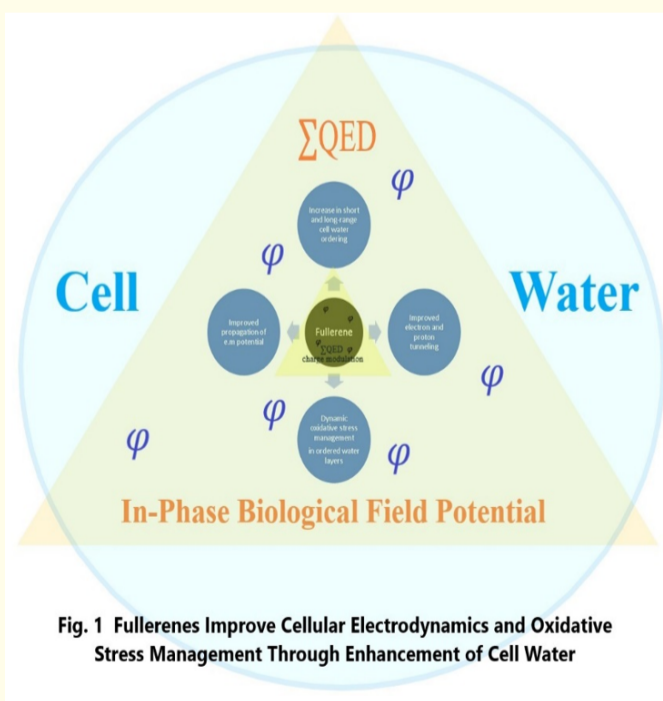 ΣQED
φ
φ
Increase in short
and long range
cell water
ordering
Cell
Water
Improved
propagation of
e.m potential
φ
Fullerene
φ
φ
ΣQED φ
charge modulation
Improved
electron and
proton
tunneling
φ
φ
Dynamic
oxidative stress
management
in ordered water
layers
φ
φ
In-Phase Biological Field Potential
Fig. 1 Fullerenes Improve Cellular Electrodynamics and Oxidative
Stress Management Through Enhancement of Cell Water